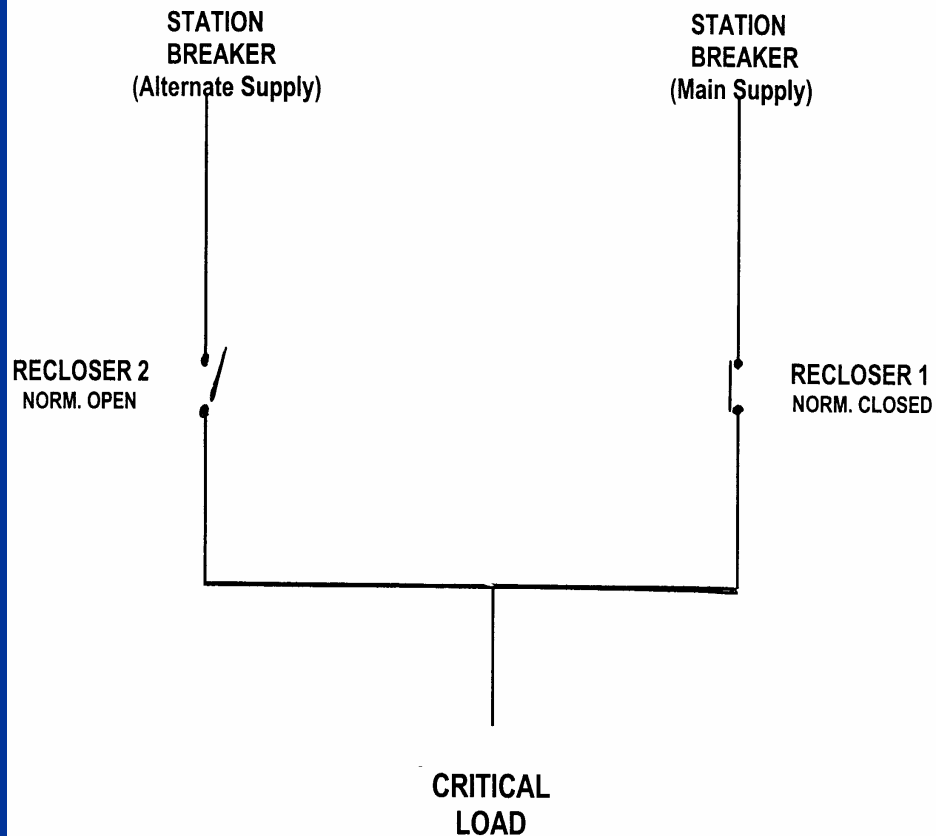 STATION
BREAKER
(Alternate Supply)
STATION
BREAKER
(Main Supply)
RECLOSER 2
NORM. OPEN
RECLOSER 1
NORM. CLOSED
CRITICAL
LOAD